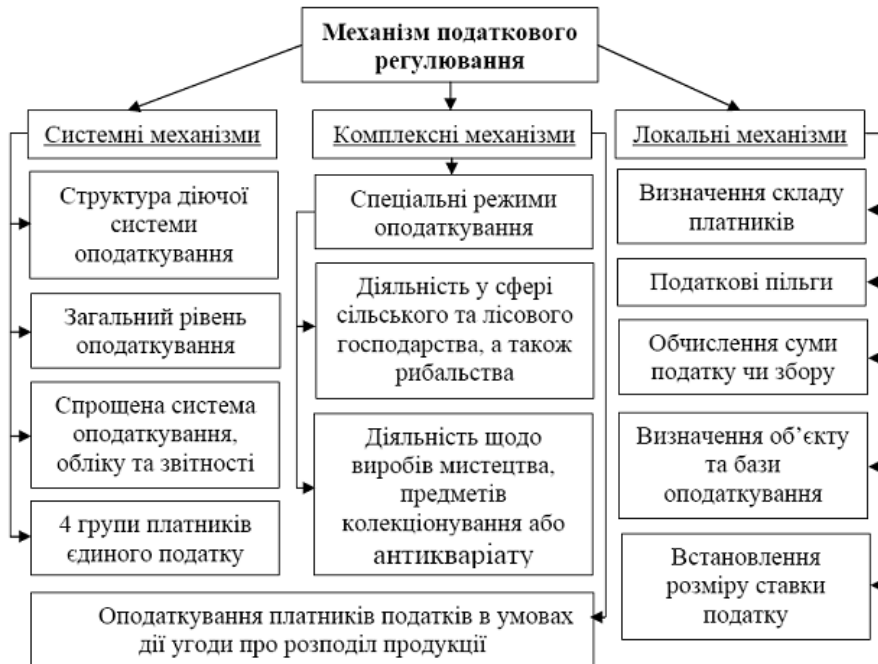 Механізм податкового
регулювання
Системні механізми
Структура діючої
системи
оподаткування
Загальний рівень
оподаткування
Спрощена система
оподаткування,
обліку та звітності
4 групи платників
єдиного податку
Комплексні механізми
Спеціальні режими
оподаткування
Діяльність у сфері
сільського та лісового
господарства, а також
рибальства
Діяльність щодо
виробів мистецтва,
предметів
колекціонування або
антикваріату
Оподаткування платників податків в умовах
дії угоди про розподіл продукції
Локальні механізми
Визначення складу
платників
Податкові пільги
Обчислення суми
податку чи збору
Визначення об’єкту
та бази
оподаткування
Встановлення
розміру ставки
податку